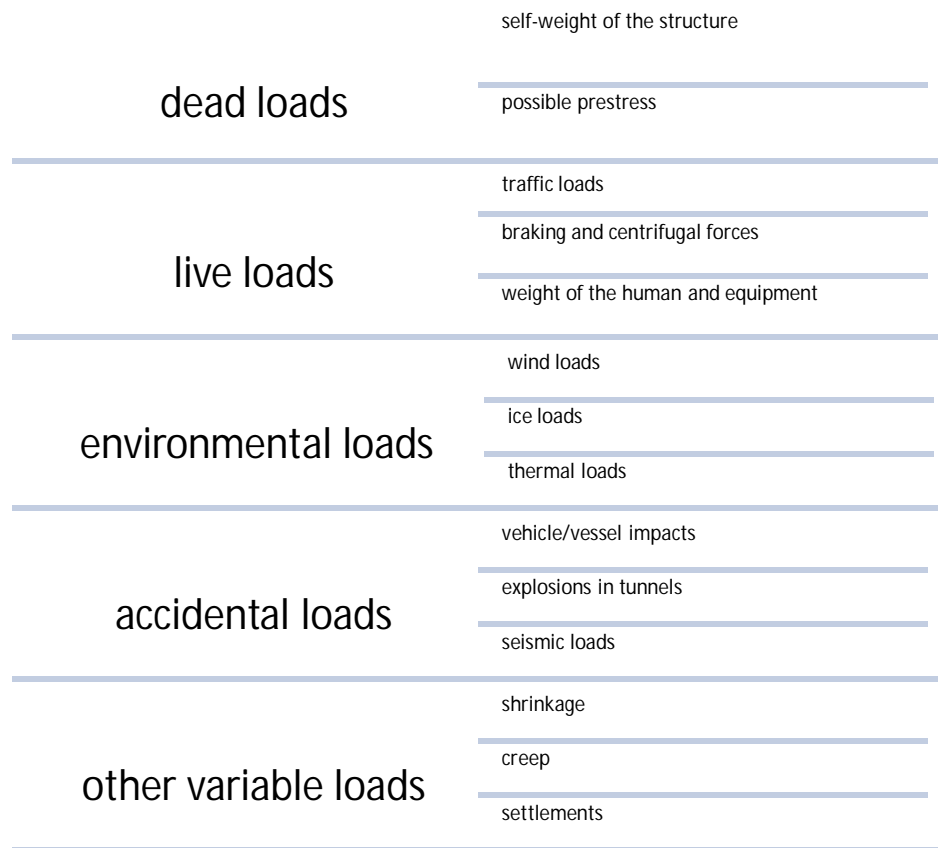 dead loads
self-weight of the structure
possible prestress
live loads
traffic loads
braking and centrifugal forces
weight of the human and equipment
environmental loads
wind loads
ice loads
thermal loads
accidental loads
vehicle/vessel impacts
explosions in tunnels
seismic loads
other variable loads
shrinkage
creep
settlements